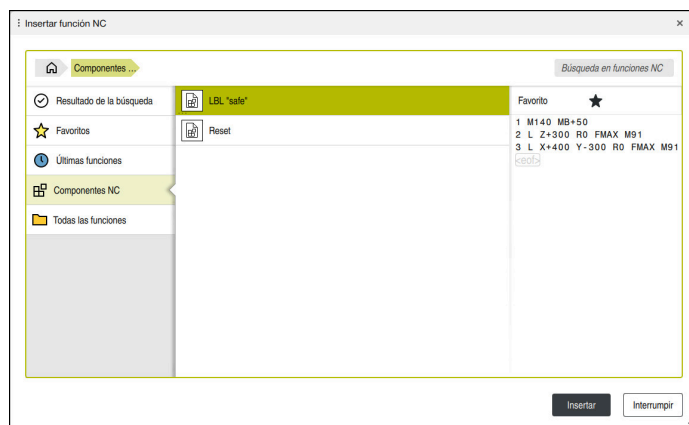 Insertar función NC
Componentes ...
Búsqueda en funciones NC
Resultado de la búsqueda
Favoritos
Últimas funciones
Componentes NC
Todas las funciones
LBL "safe"
Reset
Favorito
1 M140 MB+50
2 L Z+300 R0 FMAX M91
3 L X+400 Y-300 R0 FMAX M91
<eof>
Insertar
Interrumpir